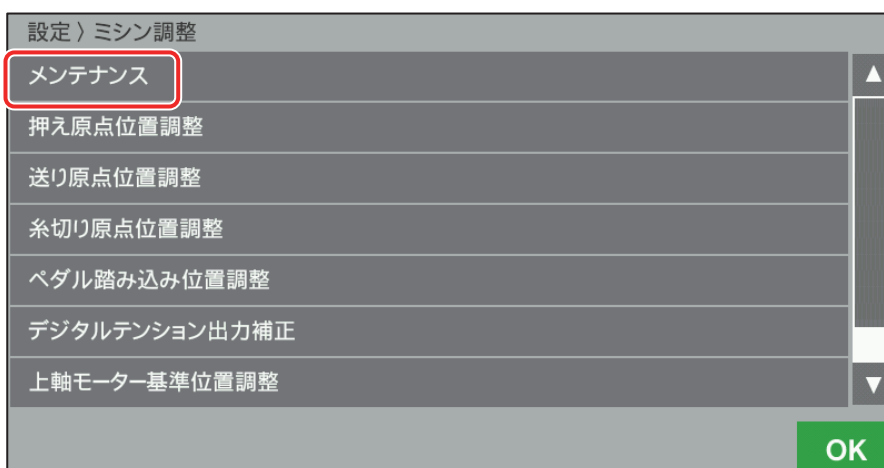 設定 〉ミシン調整
メンテナンス
押え原点位置調整
送り原点位置調整
糸切り原点位置調整
ペダル踏み込み位置調整
デジタルテンション出力補正
上軸モーター基準位置調整
OK